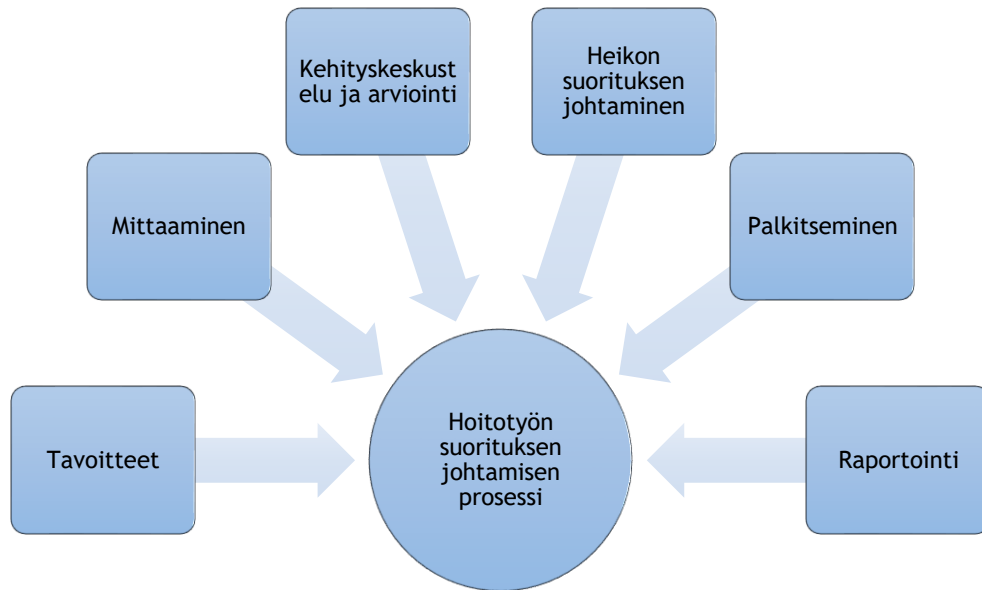 Kehityskeskust
elu ja arviointi
Heikon
suorituksen
johtaminen
Mittaaminen
Palkitseminen
Tavoitteet
Hoitotyön
suorituksen
johtamisen
prosessi
Raportointi